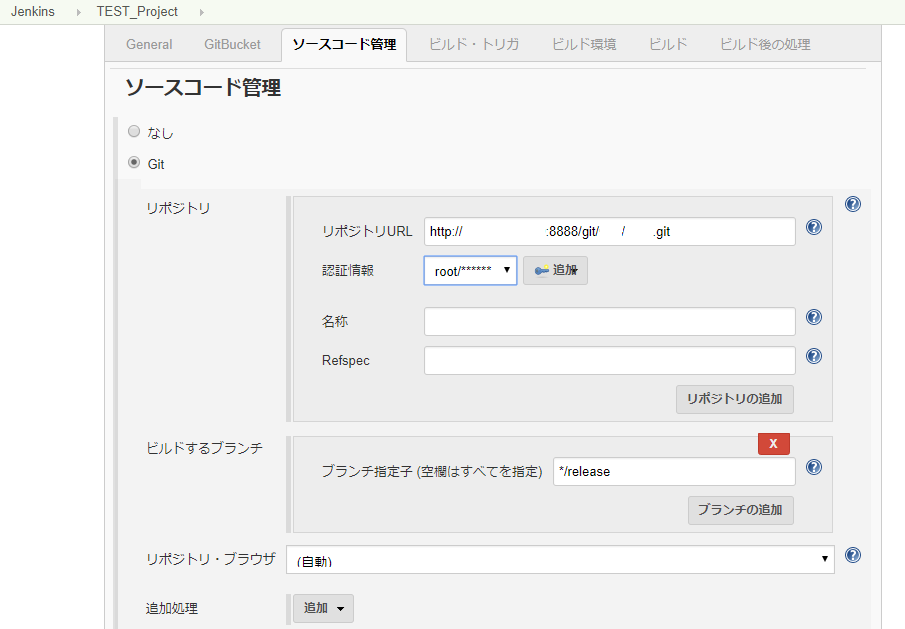 Jenkins TEST_Project
General GitBucket ソースコード管理 ビルド・トリガ ビルド環境 ビルド ビルド後の処理
ソースコード管理
なし
Git
リポジトリ
リポジトリURL http:// :8888/git/ / .git
認証情報 root/****** 追加
名称
Refspec
リポジトリの追加
ビルドするブランチ
X
ブランチ指定子 (空欄はすべてを指定) */release
ブランチの追加
リポジトリ・ブラウザ (自動)
追加処理 追加